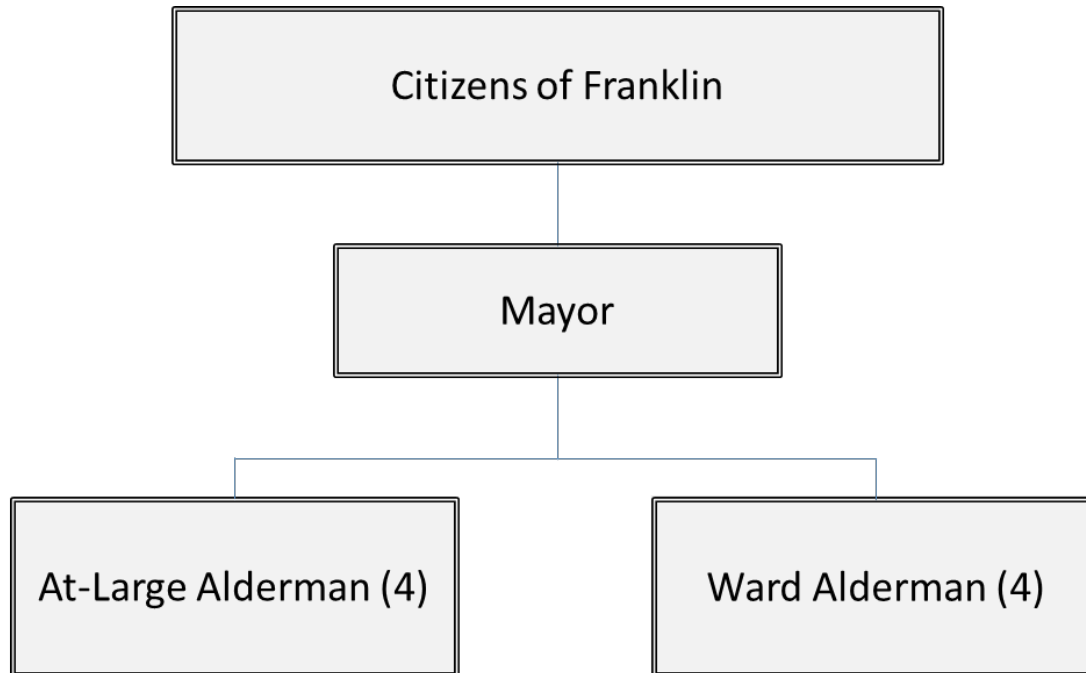 Citizens of Franklin
Mayor
At-Large Alderman (4)
Ward Alderman (4)